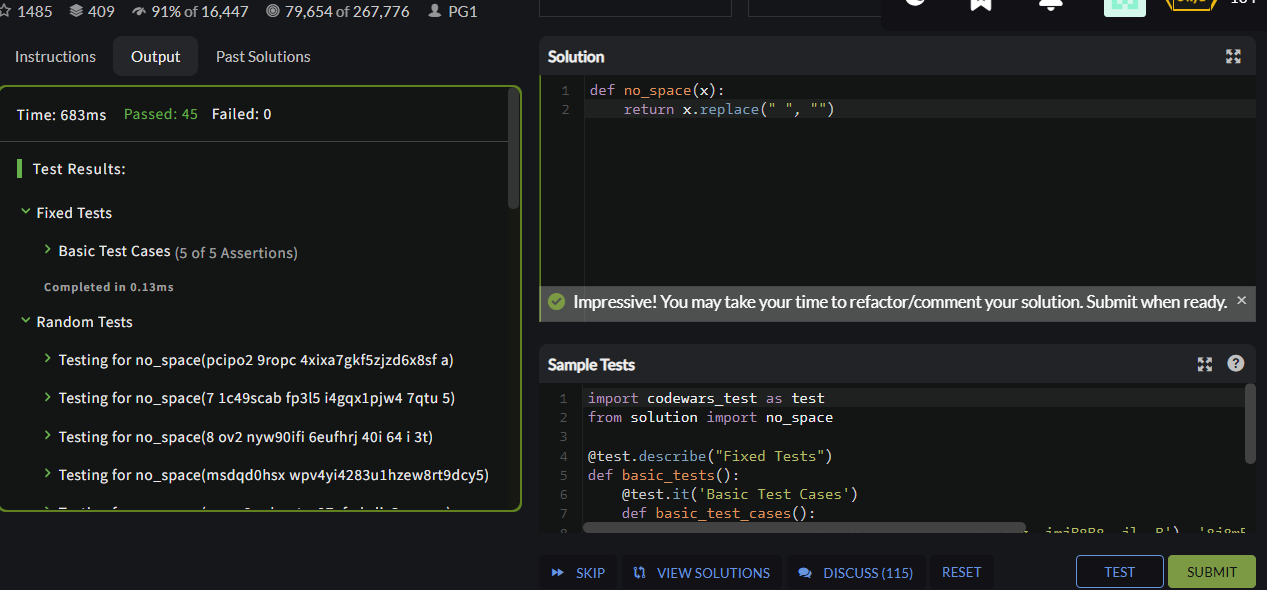 1485 409 91% of 16,447 79,654 of 267,776 PG1
Instructions Output Past Solutions
Time: 683ms Passed: 45 Failed: 0
Test Results:
Fixed Tests
Basic Test Cases (5 of 5 Assertions)
Completed in 0.13ms
Random Tests
Testing for no_space(pcipo2 9ropc 4xixa7gkf5zjzd6x8sf a)
Testing for no_space(7 1c49scab fp3l5 i4gqx1pjw4 7qtu 5)
Testing for no_space(8 ov2 nyw90ifi 6eufhrj 40i 64 i 3t)
Testing for no_space(msdqd0hsx wpv4yi4283u1hzew8rt9dcy5)
Solution
1 def no_space(x):
2 return x.replace(" ", "")
Impressive! You may take your time to refactor/comment your solution. Submit when ready. ×
Sample Tests ?
1 import codewars_test as test
2 from solution import no_space
3
4 @test.describe("Fixed Tests")
5 def basic_tests():
6 @test.it('Basic Test Cases')
7 def basic_test_cases():
SKIP VIEW SOLUTIONS DISCUSS (115) RESET TEST SUBMIT